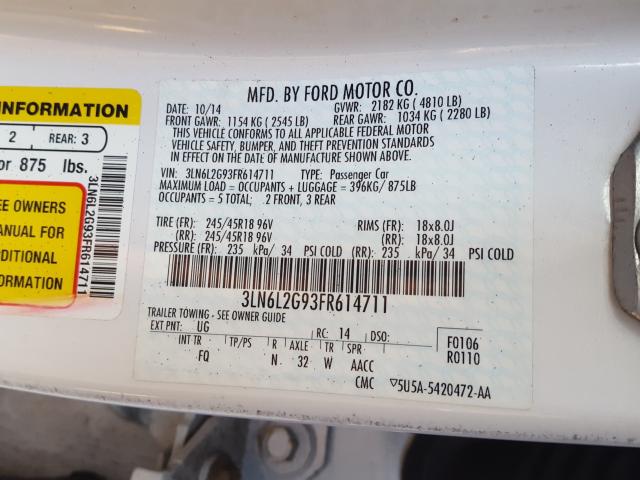 INFORMATION
2 REAR: 3
or 875 lbs.
SEE OWNERS
MANUAL FOR
ADDITIONAL
INFORMATION
3LN6L2G93FR614711
MFD. BY FORD MOTOR CO.
DATE: 10/14 GVWR: 2182 KG ( 4810 LB)
FRONT GAWR: 1154 KG ( 2545 LB) REAR GAWR: 1034 KG ( 2280 LB)
THIS VEHICLE CONFORMS TO ALL APPLICABLE FEDERAL MOTOR
VEHICLE SAFETY, BUMPER, AND THEFT PREVENTION STANDARDS
IN EFFECT ON THE DATE OF MANUFACTURE SHOWN ABOVE.
VIN: 3LN6L2G93FR614711 TYPE: Passenger Car
MAXIMUM LOAD = OCCUPANTS + LUGGAGE = 396KG/ 875LB
OCCUPANTS = 5 TOTAL; 2 FRONT, 3 REAR
TIRE (FR): 245/45R18 96V RIMS (FR): 18x8.0J
(RR): 245/45R18 96V (RR): 18x8.0J
PRESSURE (FR): 235 kPa/ 34 PSI COLD (RR): 235 kPa/ 34 PSI COLD
3LN6L2G93FR614711
TRAILER TOWING - SEE OWNER GUIDE
EXT PNT: UG RC: 14 DSO: F0106
INT TR TP/PS R AXLE TR SPR R0110
FQ N 32 W AACC
CMC ▽5U5A-5420472-AA